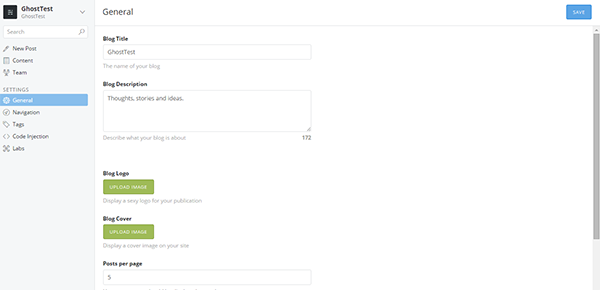 GhostTest
GhostTest
Search
New Post
Content
Team
SETTINGS
General
Navigation
Tags
Code Injection
Labs
General
SAVE
Blog Title
GhostTest
The name of your blog
Blog Description
Thoughts, stories and ideas.
Describe what your blog is about
172
Blog Logo
UPLOAD IMAGE
Display a sexy logo for your publication
Blog Cover
UPLOAD IMAGE
Display a cover image on your site
Posts per page
5